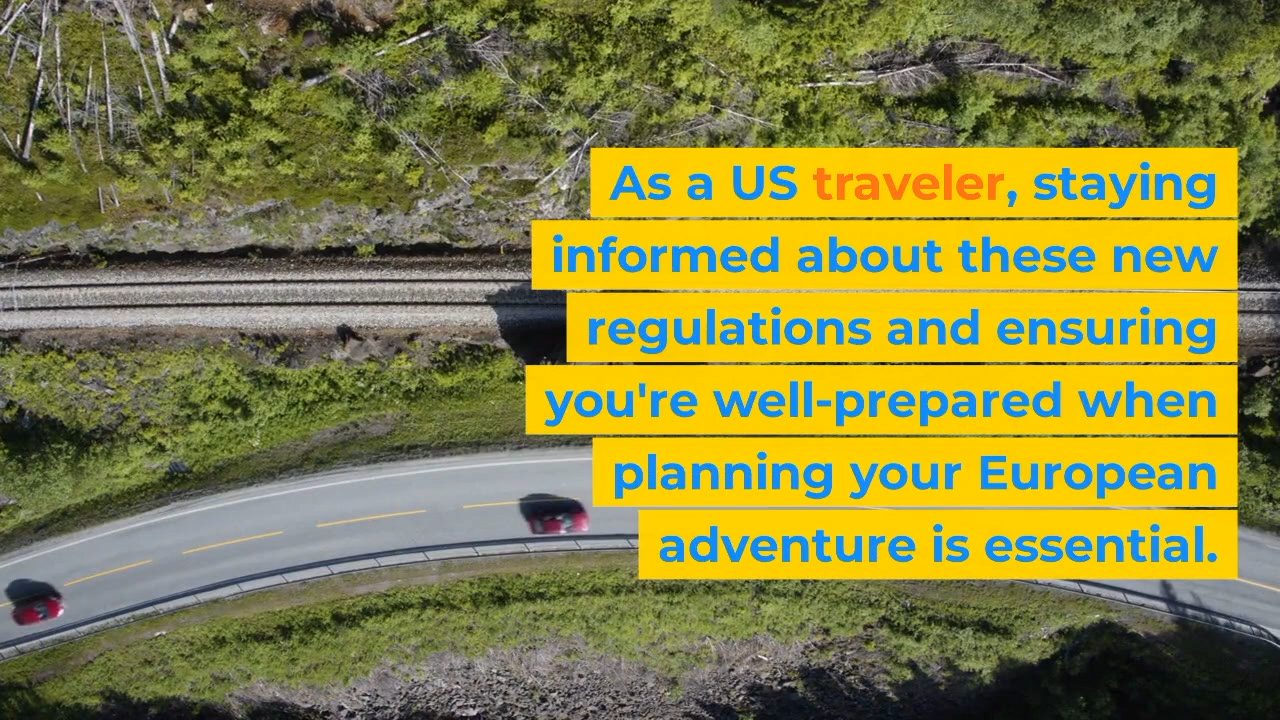 As a US traveler, staying
informed about these new
regulations and ensuring
you're well-prepared when
planning your European
adventure is essential.